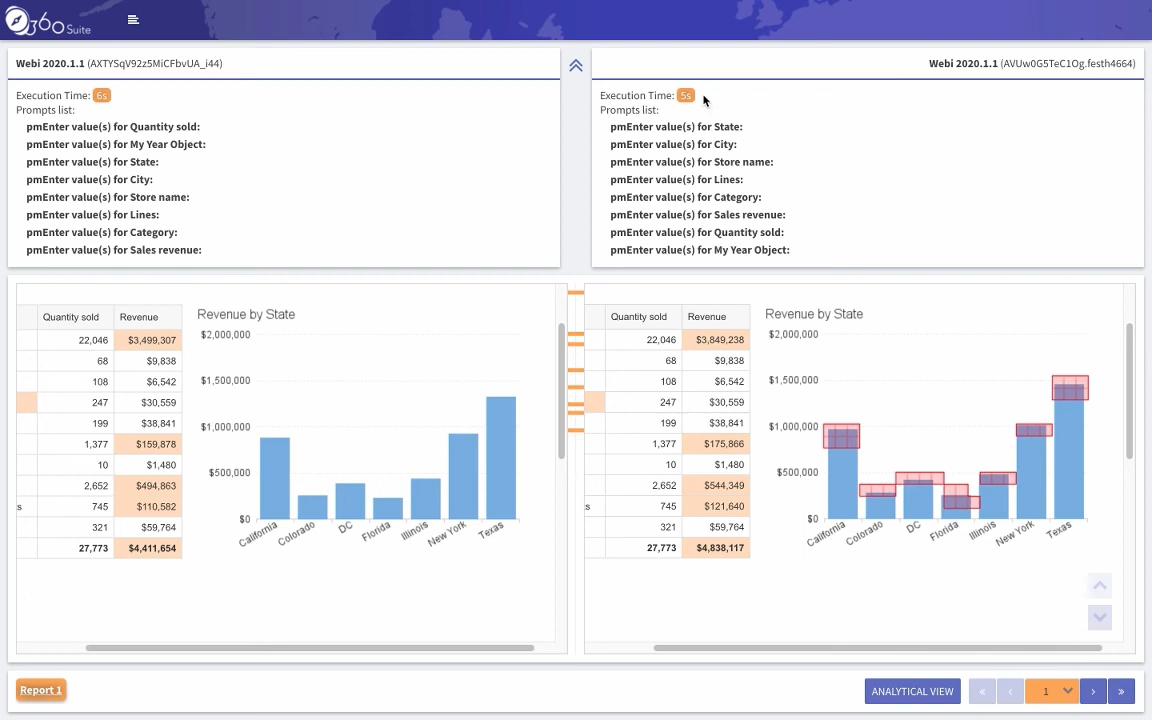 360 Suite
Webi 2020.1.1 (AXTYSqV92z5MiCFbvUA_i44)
Execution Time: 6s
Prompts list:
pmEnter value(s) for Quantity sold:
pmEnter value(s) for My Year Object:
pmEnter value(s) for State:
pmEnter value(s) for City:
pmEnter value(s) for Store name:
pmEnter value(s) for Lines:
pmEnter value(s) for Category:
pmEnter value(s) for Sales revenue:
Webi 2020.1.1 (AVUw0G5TeC1Og.festh4664)
Execution Time: 5s
Prompts list:
pmEnter value(s) for State:
pmEnter value(s) for City:
pmEnter value(s) for Store name:
pmEnter value(s) for Lines:
pmEnter value(s) for Category:
pmEnter value(s) for Sales revenue:
pmEnter value(s) for Quantity sold:
pmEnter value(s) for My Year Object:
Quantity sold Revenue
22,046 $3,499,307
68 $9,838
108 $6,542
247 $30,559
199 $38,841
1,377 $159,878
10 $1,480
2,652 $494,863
s 745 $110,582
321 $59,764
27,773 $4,411,654
Revenue by State
$2,000,000
$1,500,000
$1,000,000
$500,000
$0
California Colorado DC Florida Illinois New York Texas
Quantity sold Revenue
22,046 $3,849,238
68 $9,838
108 $6,542
247 $30,559
199 $38,841
1,377 $175,866
10 $1,480
2,652 $544,349
s 745 $121,640
321 $59,764
27,773 $4,838,117
Revenue by State
$2,000,000
$1,500,000
$1,000,000
$500,000
$0
California Colorado DC Florida Illinois New York Texas
Report 1
ANALYTICAL VIEW « ‹ 1 › »